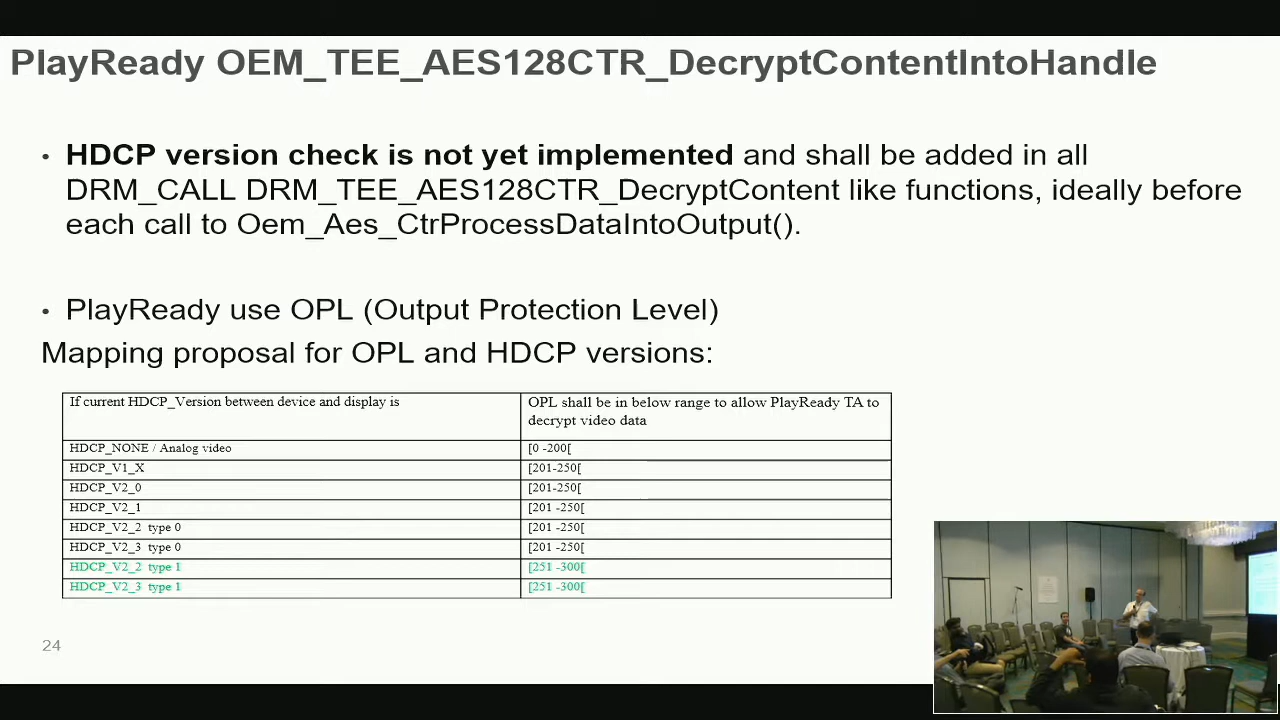 PlayReady OEM_TEE_AES128CTR_DecryptContentIntoHandle
• HDCP version check is not yet implemented and shall be added in all
DRM_CALL DRM_TEE_AES128CTR_DecryptContent like functions, ideally before
each call to Oem_Aes_CtrProcessDataIntoOutput().
• PlayReady use OPL (Output Protection Level)
Mapping proposal for OPL and HDCP versions:
If current HDCP_Version between device and display is
OPL shall be in below range to allow PlayReady TA to
decrypt video data
HDCP_NONE / Analog video [0 -200[
HDCP_V1_X [201-250[
HDCP_V2_0 [201-250[
HDCP_V2_1 [201 -250[
HDCP_V2_2 type 0 [201 -250[
HDCP_V2_3 type 0 [201 -250[
HDCP_V2_2 type 1 [251 -300[
HDCP_V2_3 type 1 [251 -300[
24